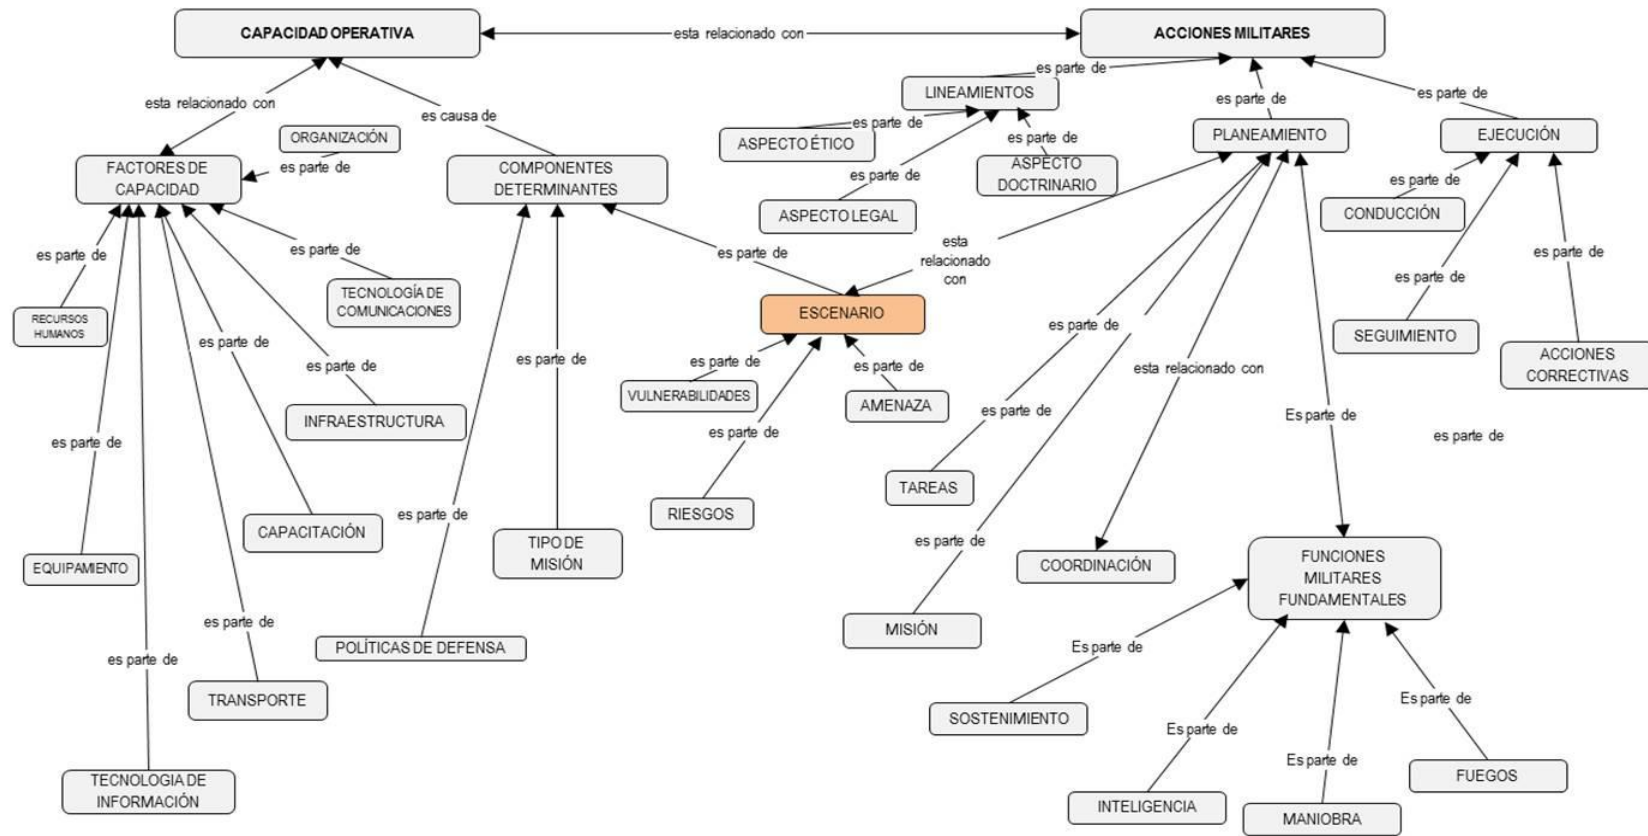 CAPACIDAD OPERATIVA
esta relacionado con
ACCIONES MILITARES
es parte de
LINEAMIENTOS
esta relacionado con
es causa de
es parte de
es parte de
ORGANIZACIÓN
es parte de
ASPECTO ÉTICO
es parte de
es parte de
PLANEAMIENTO
EJECUCIÓN
FACTORES DE
CAPACIDAD
es parte de
COMPONENTES
DETERMINANTES
ASPECTO
DOCTRINARIO
es parte de
es parte de
ASPECTO LEGAL
CONDUCCIÓN
es parte de
es parte de
es parte de
esta
relacionado
con
es parte de
es parte de
RECURSOS
HUMANOS
TECNOLOGÍA DE
COMUNICACIONES
ESCENARIO
es parte de
SEGUIMIENTO
es parte de
es parte de
es parte de
es parte de
es parte de
esta relacionado con
ACCIONES
CORRECTIVAS
VULNERABILIDADES
AMENAZA
INFRAESTRUCTURA
es parte de
es parte de
Es parte de
es parte de
es parte de
TAREAS
RIESGOS
es parte de
CAPACITACIÓN
TIPO DE
MISIÓN
es parte de
EQUIPAMIENTO
COORDINACIÓN
FUNCIONES
MILITARES
FUNDAMENTALES
es parte de
MISIÓN
POLÍTICAS DE DEFENSA
Es parte de
es parte de
TRANSPORTE
Es parte de
SOSTENIMIENTO
Es parte de
Es parte de
TECNOLOGIA DE
INFORMACIÓN
FUEGOS
INTELIGENCIA
MANIOBRA